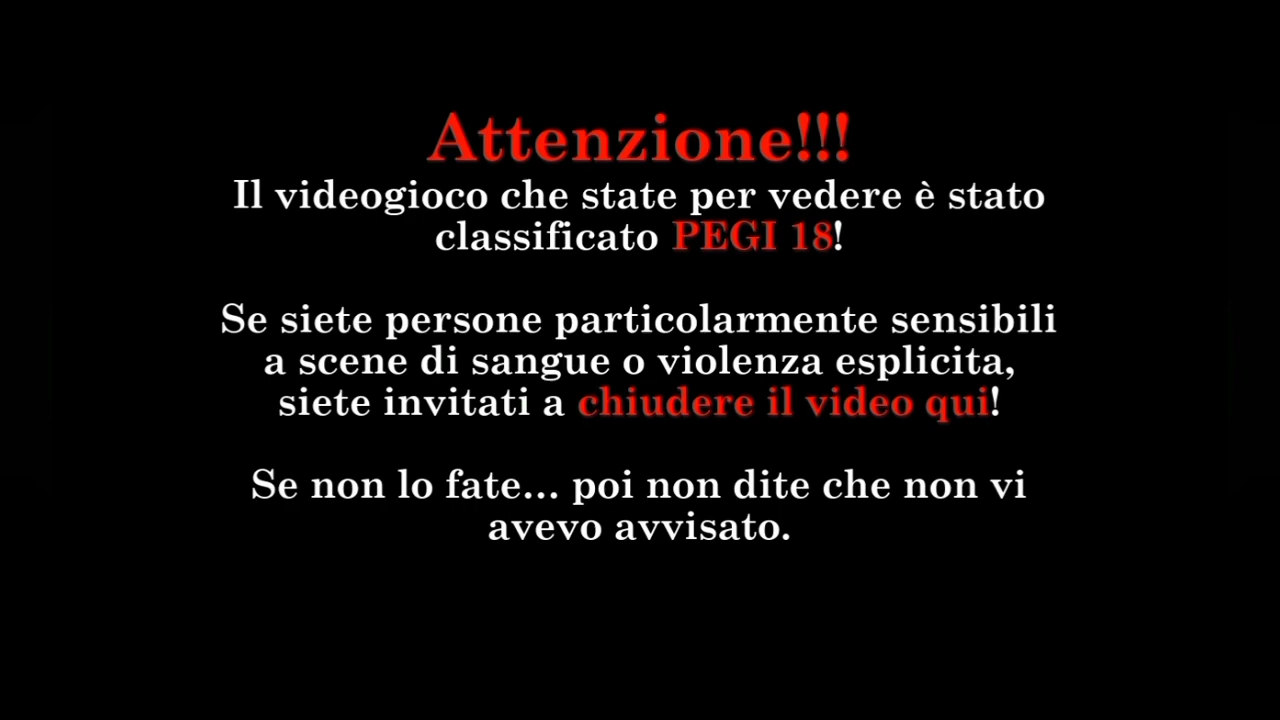 Attenzione!!!
Il videogioco che state per vedere è stato
classificato PEGI 18!
Se siete persone particolarmente sensibili
a scene di sangue o violenza esplicita,
siete invitati a chiudere il video qui!
Se non lo fate... poi non dite che non vi
avevo avvisato.